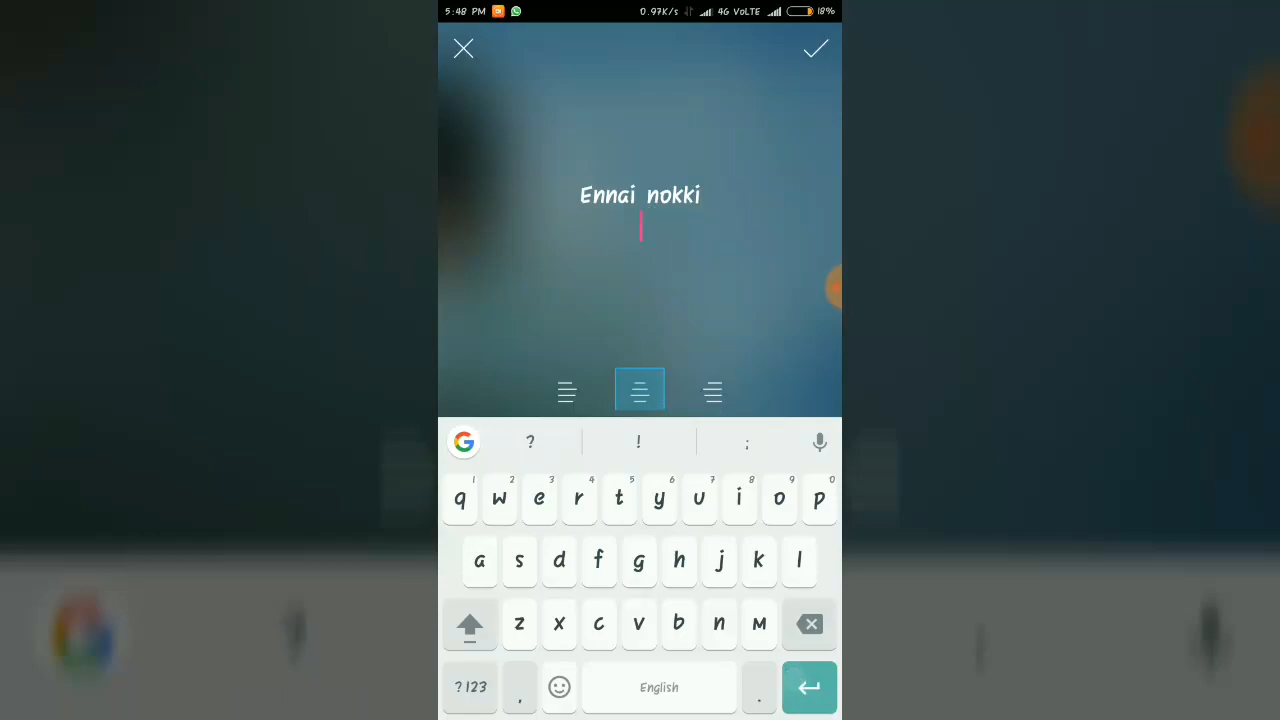 5:48 PM 0.97K/s 4G VoLTE 18%
Ennai nokki
? ! ;
1 2 3 4 5 6 7 8 9 0
q w e r t y u i o p
a s d f g h j k l
z x c v b n m
?123 , English .